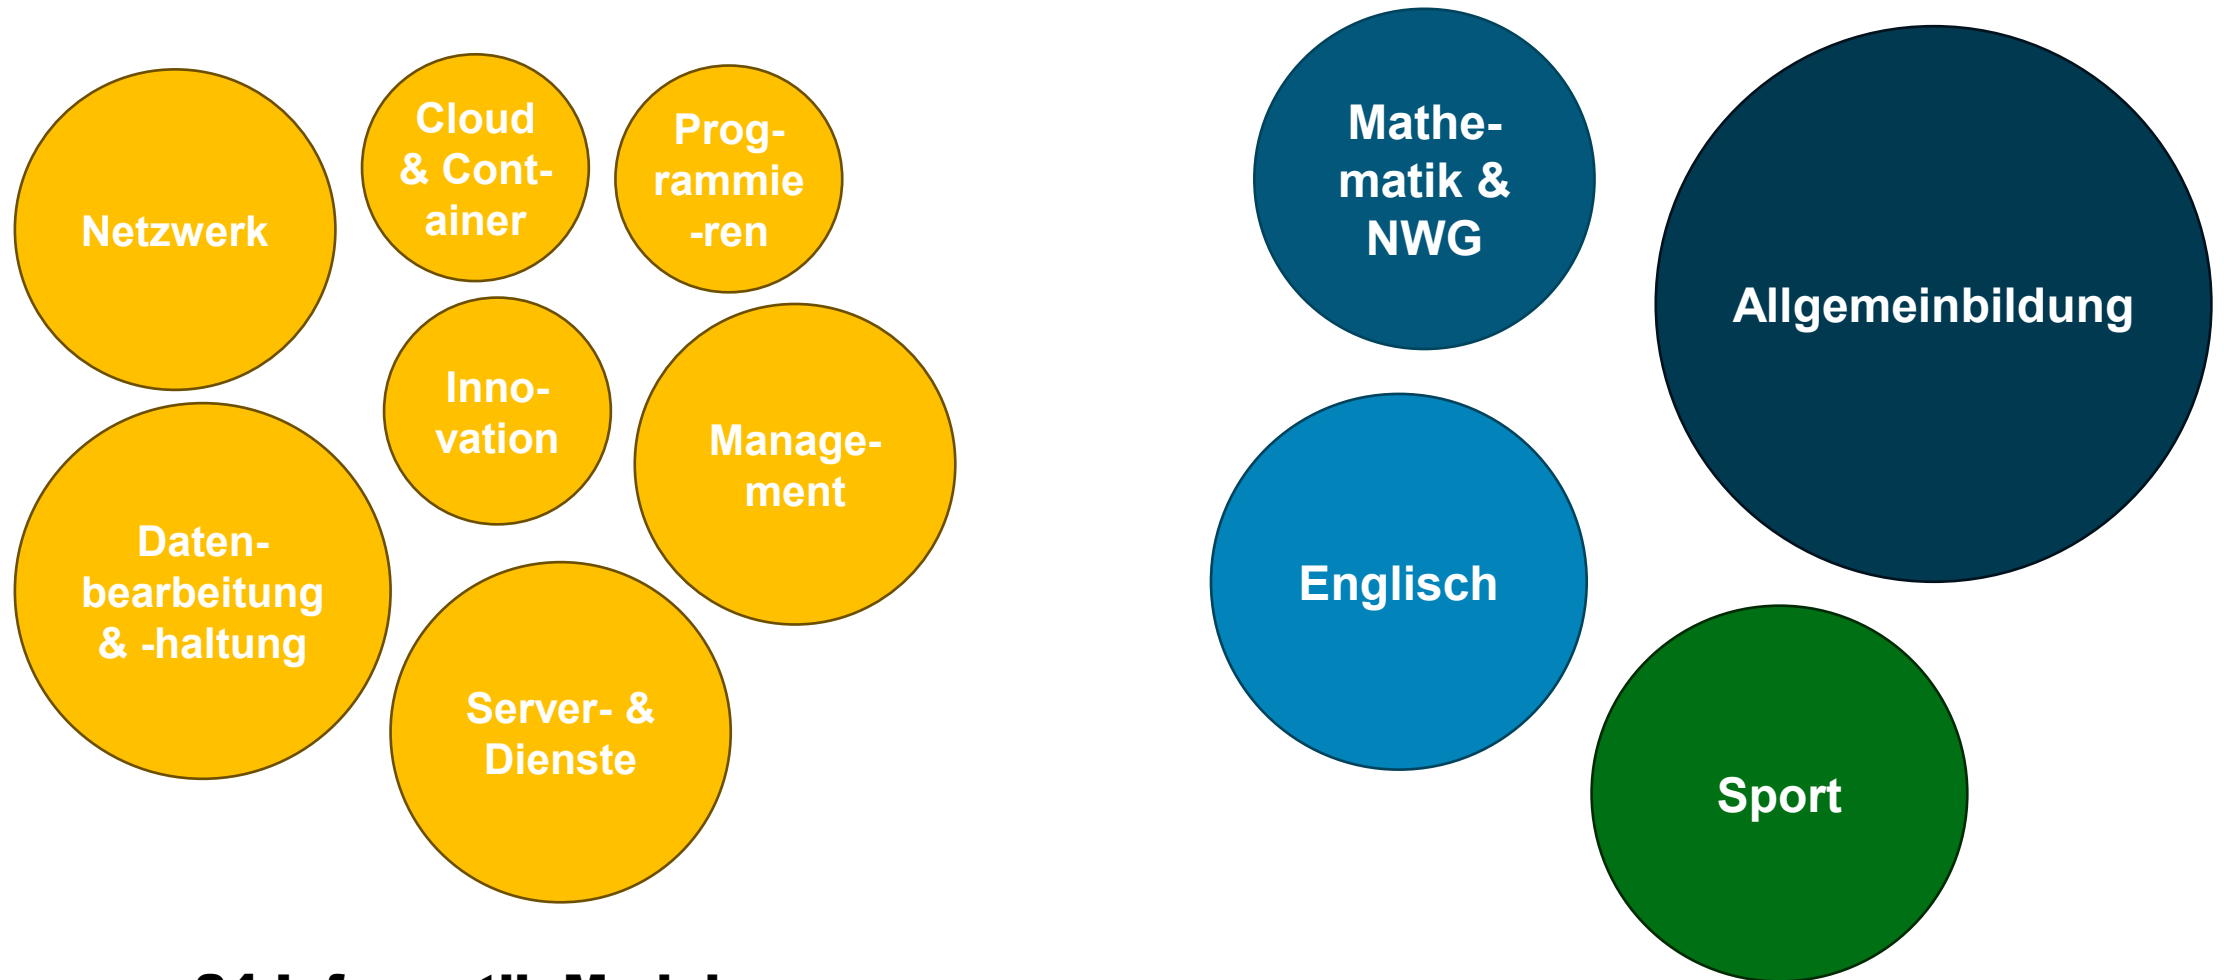 Netzwerk
Cloud
& Cont-
ainer
Prog-
rammie
-ren
Inno-
vation
Manage-
ment
Daten-
bearbeitung
& -haltung
Server- &
Dienste
Mathe-
matik &
NWG
Allgemeinbildung
Englisch
Sport